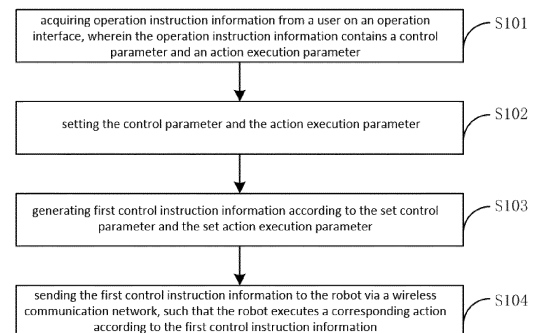 acquiring operation instruction information from a user on an operation
interface, wherein the operation instruction information contains a control
parameter and an action execution parameter
S101
setting the control parameter and the action execution parameter
S102
generating first control instruction information according to the set control
parameter and the set action execution parameter
S103
sending the first control instruction information to the robot via a wireless
communication network, such that the robot executes a corresponding action
according to the first control instruction information
S104